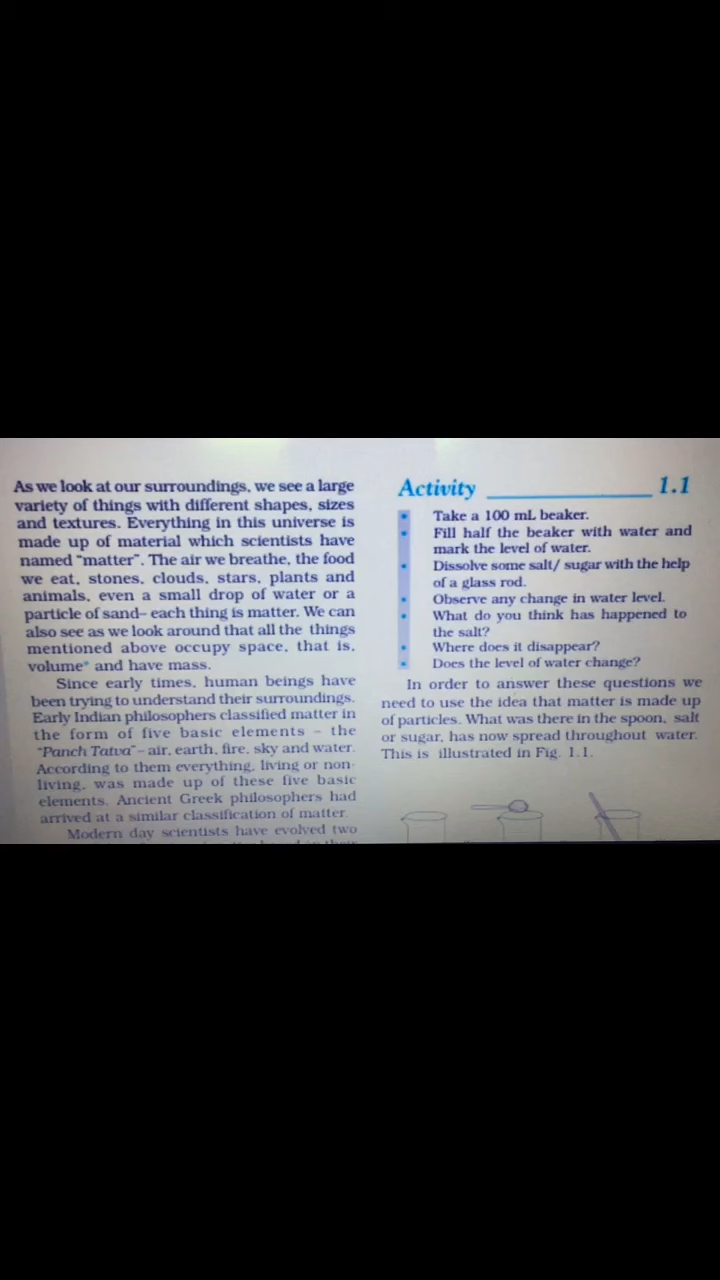 As we look at our surroundings, we see a large
variety of things with different shapes, sizes
and textures. Everything in this universe is
made up of material which scientists have
named "matter". The air we breathe, the food
we eat, stones, clouds, stars, plants and
animals, even a small drop of water or a
particle of sand– each thing is matter. We can
also see as we look around that all the things
mentioned above occupy space, that is,
volume* and have mass.
Since early times, human beings have
been trying to understand their surroundings.
Early Indian philosophers classified matter in
the form of five basic elements – the
"Panch Tatva"– air, earth, fire, sky and water.
According to them everything, living or non-
living, was made up of these five basic
elements. Ancient Greek philosophers had
arrived at a similar classification of matter.
Modern day scientists have evolved two
Activity ______________ 1.1
• Take a 100 mL beaker.
• Fill half the beaker with water and
mark the level of water.
• Dissolve some salt/ sugar with the help
of a glass rod.
• Observe any change in water level.
• What do you think has happened to
the salt?
• Where does it disappear?
• Does the level of water change?
In order to answer these questions we
need to use the idea that matter is made up
of particles. What was there in the spoon, salt
or sugar, has now spread throughout water.
This is illustrated in Fig. 1.1.